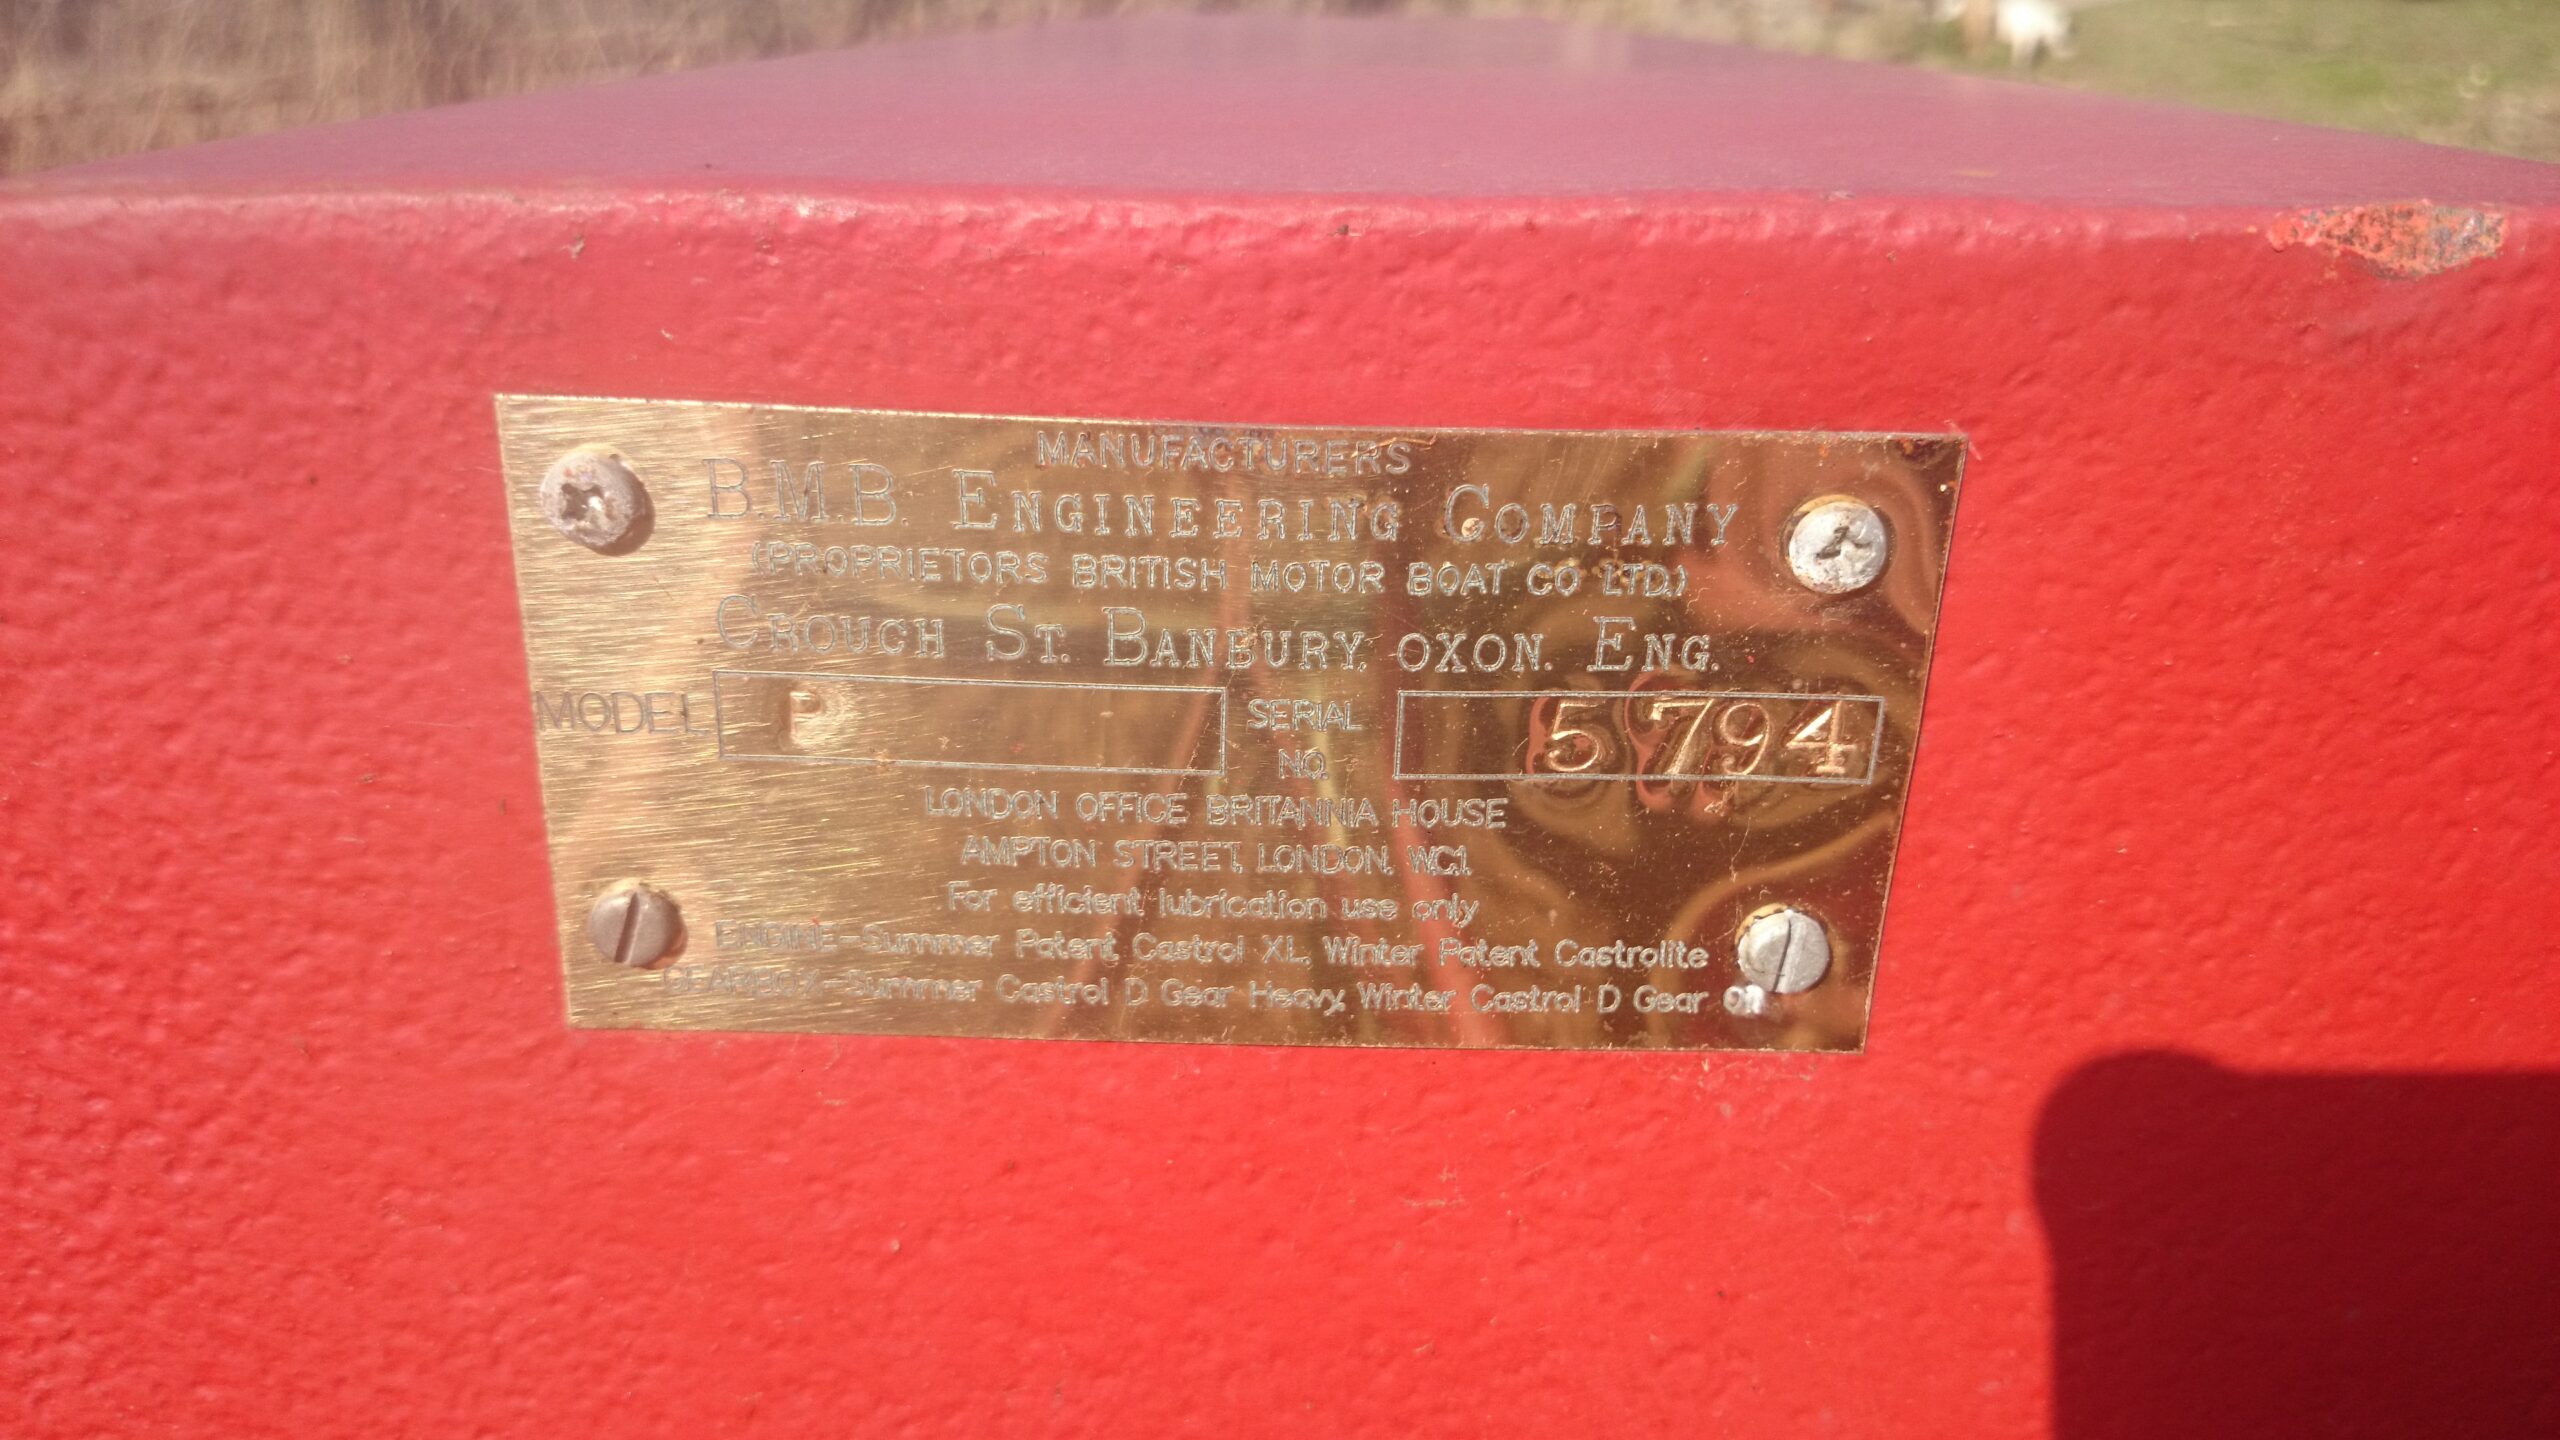 MANUFACTURERS
B.M.B. ENGINEERING COMPANY
(PROPRIETORS BRITISH MOTOR BOAT CO LTD.)
CROUCH ST. BANBURY. OXON. ENG.
MODEL P SERIAL NO. 5794
LONDON OFFICE BRITANNIA HOUSE
AMPTON STREET, LONDON, W.C.1.
For efficient lubrication use only
ENGINE-Summer Patent Castrol XL, Winter Patent Castrolite
GEARBOX-Summer Castrol D Gear Heavy, Winter Castrol D Gear Oil